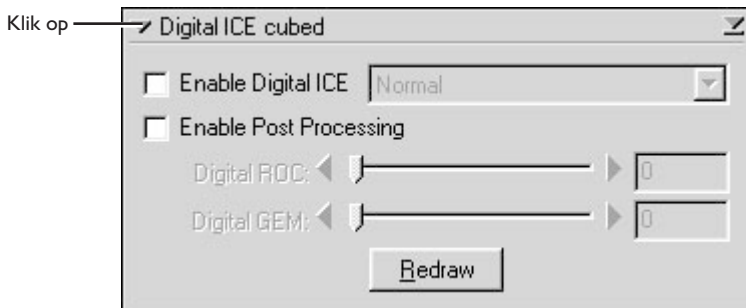 Klik op
Digital ICE cubed
Enable Digital ICE Normal
Enable Post Processing
Digital ROC: 0
Digital GEM: 0
Redraw